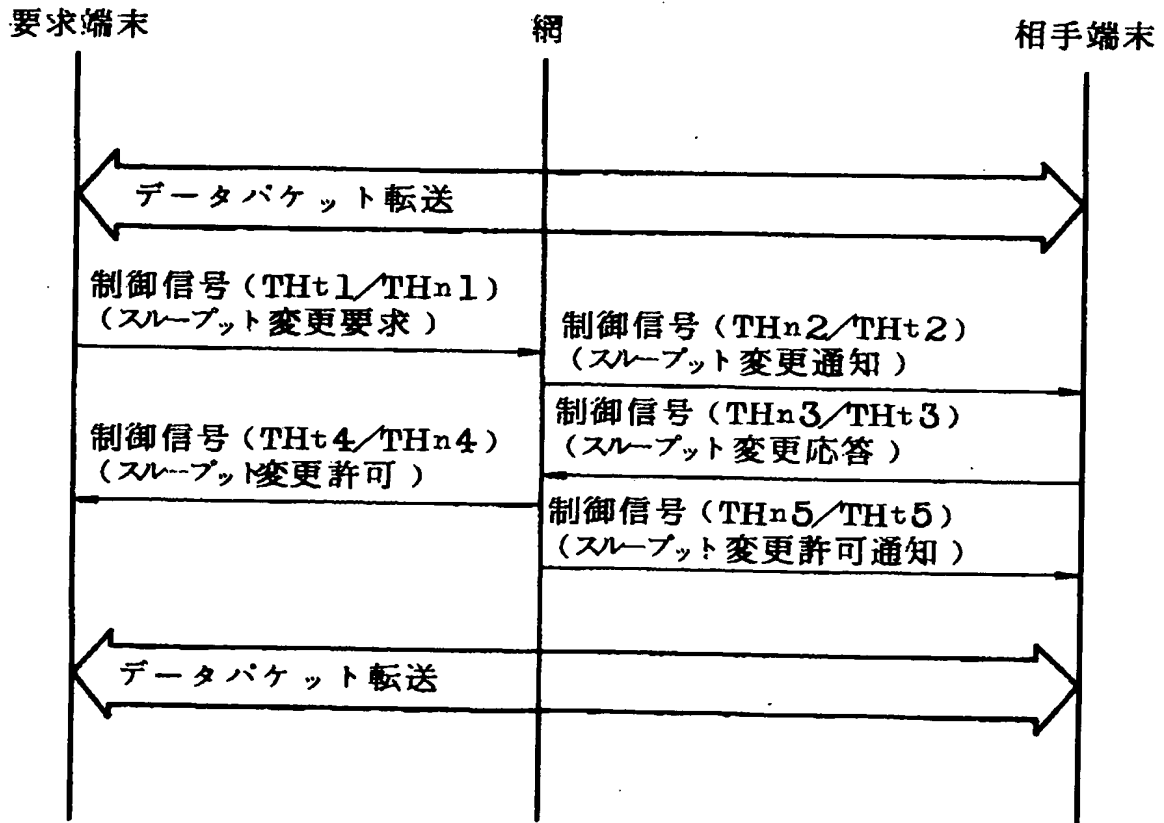 要求端末
網
相手端末
データパケット転送
制御信号(THt1/THn1)
(スループット変更要求)
制御信号(THn2/THt2)
(スループット変更通知)
制御信号(THn3/THt3)
(スループット変更応答)
制御信号(THt4/THn4)
(スループット変更許可)
制御信号(THn5/THt5)
(スループット変更許可通知)
データパケット転送